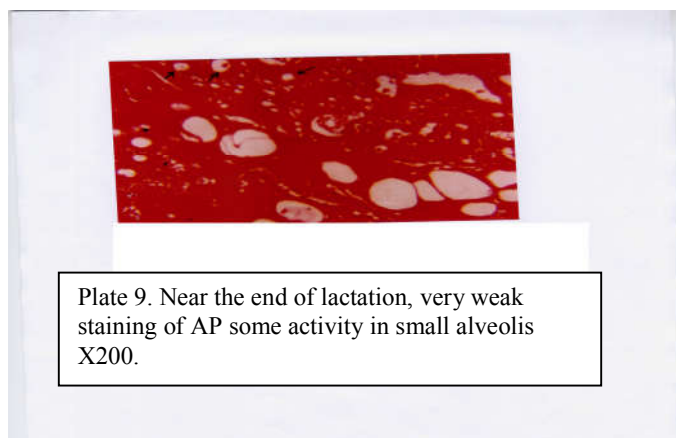 Plate 9. Near the end of lactation, very weak
staining of AP some activity in small alveolis
X200.